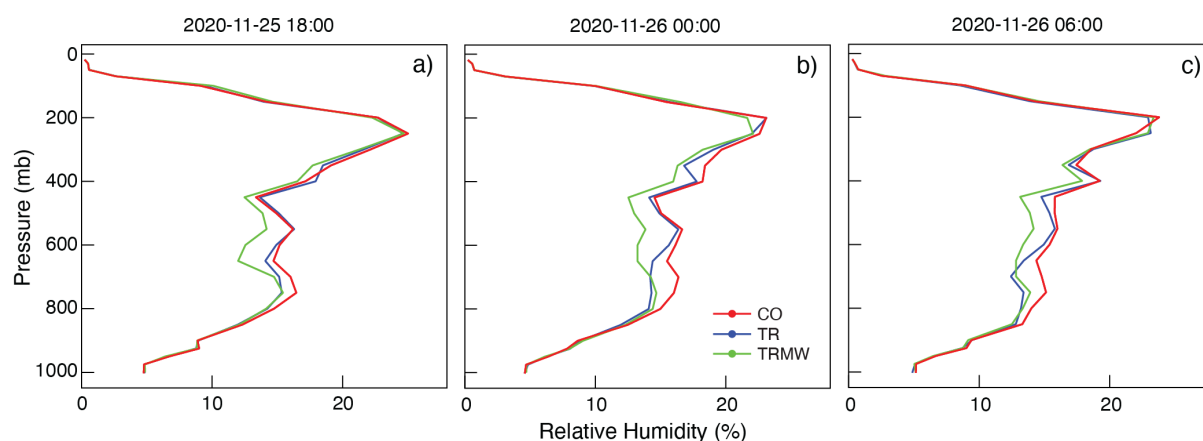 2020-11-25 18:00
2020-11-26 00:00
2020-11-26 06:00
a)
b)
c)
0
200
400
600
800
1000
Pressure (mb)
CO
TR
TRMW
0
10
20
0
10
20
0
10
20
Relative Humidity (%)